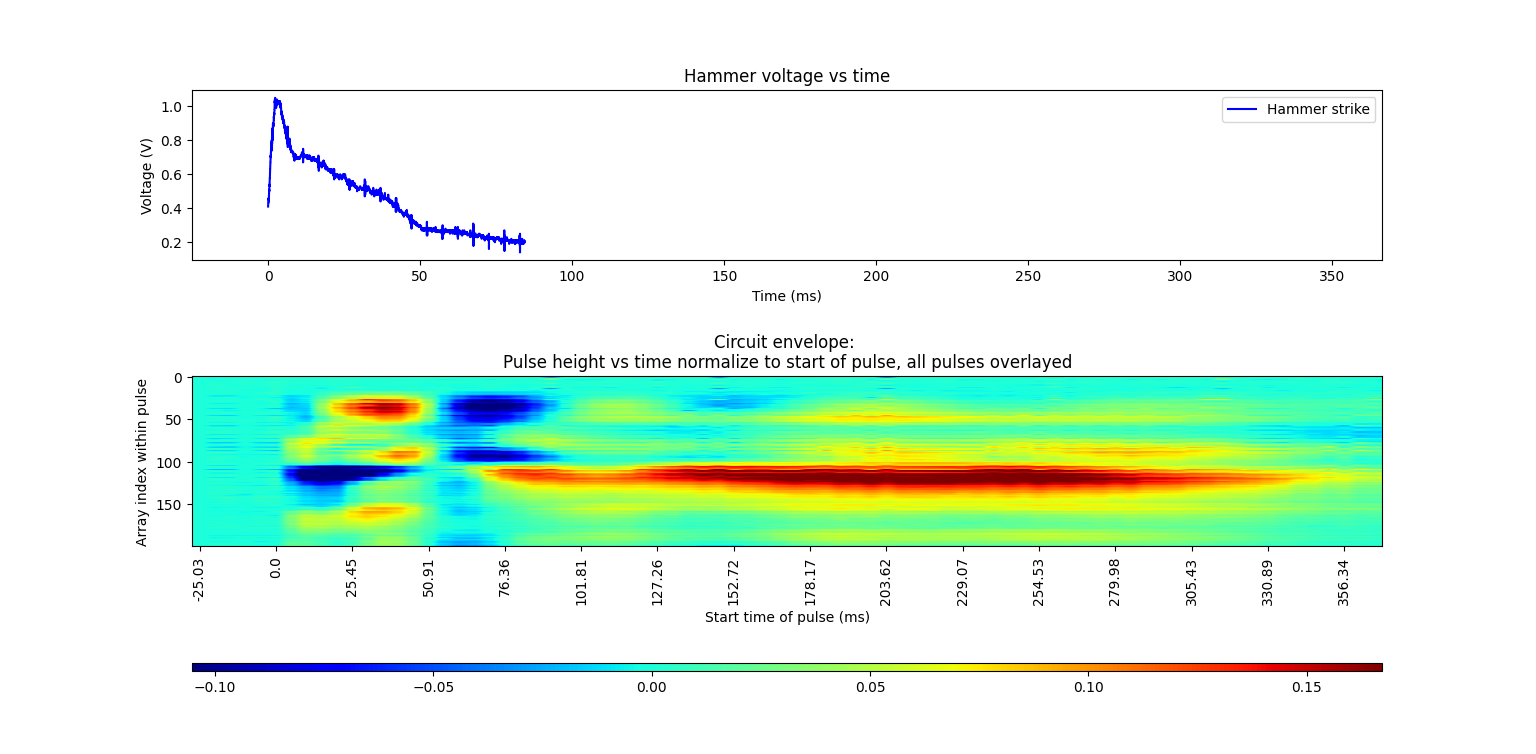 Hammer voltage vs time
Hammer strike
1.0
0.8
0.6
0.4
0.2
Voltage (V)
0 50 100 150 200 250 300 350
Time (ms)
Circuit envelope:
Pulse height vs time normalize to start of pulse, all pulses overlayed
0
50
100
150
Array index within pulse
-25.03 0.0 25.45 50.91 76.36 101.81 127.26 152.72 178.17 203.62 229.07 254.53 279.98 305.43 330.89 356.34
Start time of pulse (ms)
−0.10 −0.05 0.00 0.05 0.10 0.15